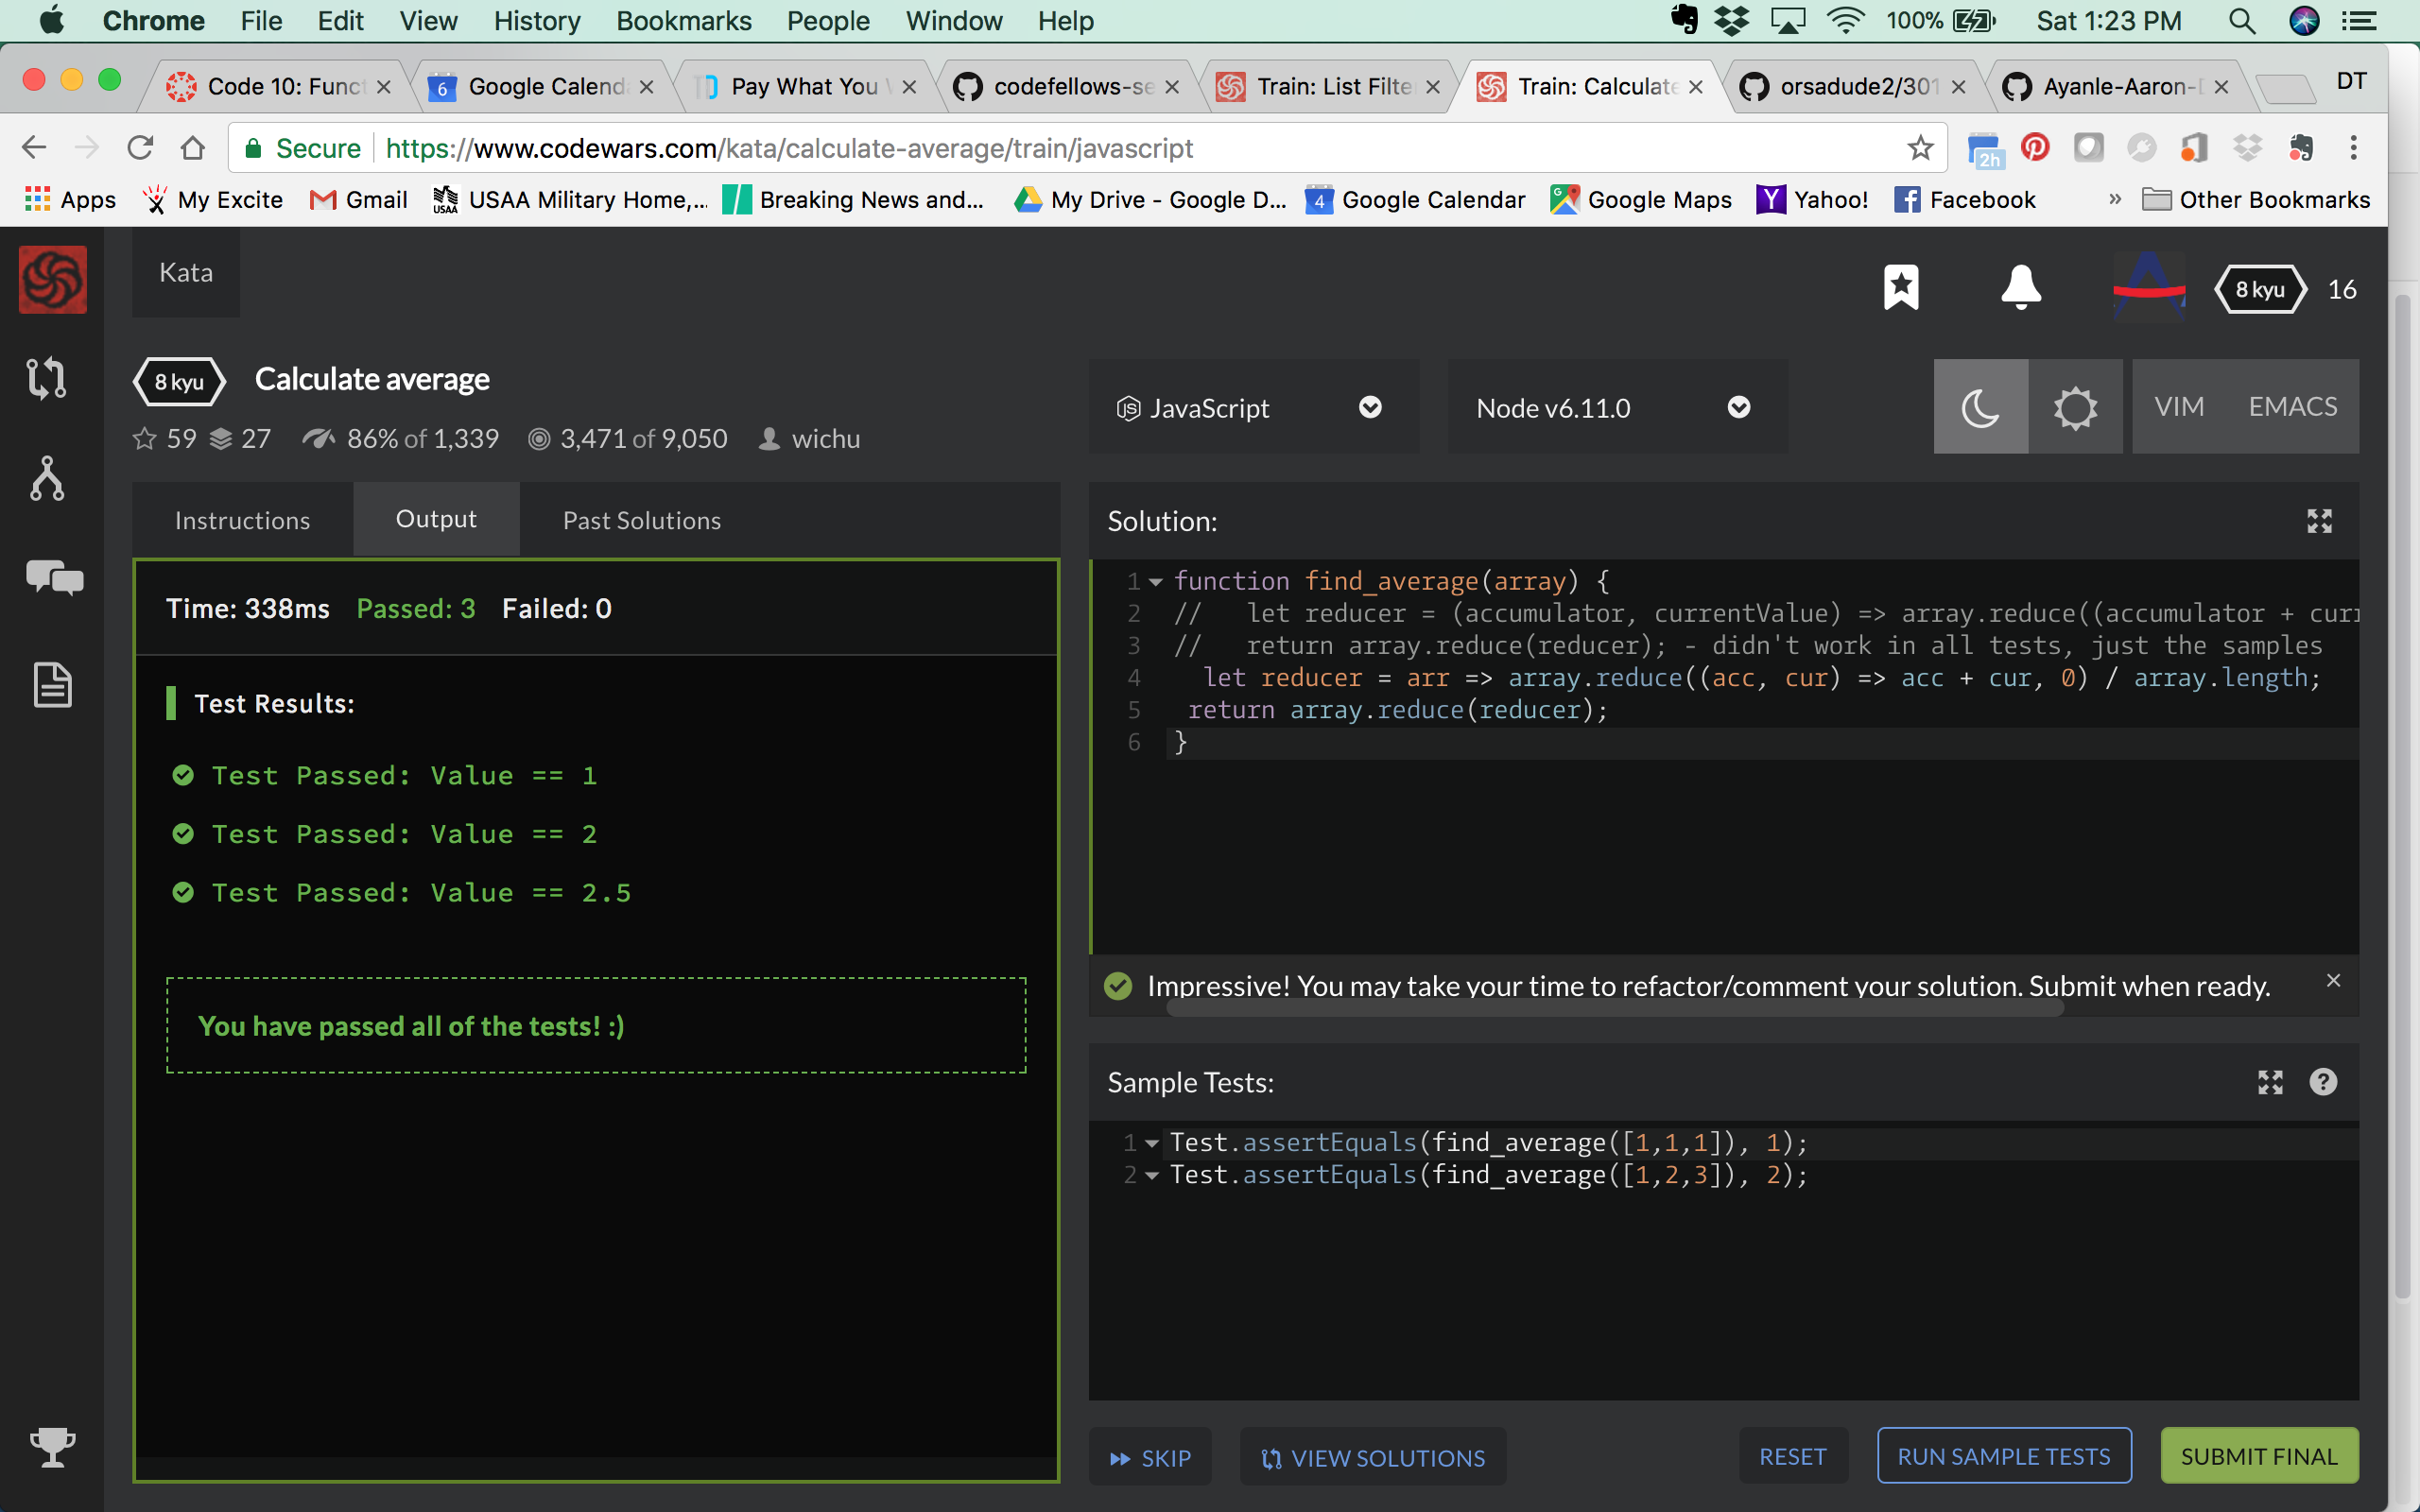 Chrome File Edit View History Bookmarks People Window Help 100% Sat 1:23 PM
Code 10: Funct 6 Google Calend Pay What You codefellows-se Train: List Filte Train: Calculate orsadude2/301 Ayanle-Aaron- DT
Secure https://www.codewars.com/kata/calculate-average/train/javascript 2h
Apps My Excite Gmail USAA USAA Military Home,... Breaking News and... My Drive - Google D... 4 Google Calendar Google Maps Yahoo! Facebook » Other Bookmarks
Kata
8 kyu 16
8 kyu Calculate average
59 27 86% of 1,339 3,471 of 9,050 wichu
JavaScript Node v6.11.0 VIM EMACS
Instructions Output Past Solutions
Time: 338ms Passed: 3 Failed: 0
Test Results:
Test Passed: Value == 1
Test Passed: Value == 2
Test Passed: Value == 2.5
You have passed all of the tests! :)
Solution:
1 function find_average(array) {
2 // let reducer = (accumulator, currentValue) => array.reduce((accumulator + curr
3 // return array.reduce(reducer); - didn't work in all tests, just the samples
4 let reducer = arr => array.reduce((acc, cur) => acc + cur, 0) / array.length;
5 return array.reduce(reducer);
6 }
Impressive! You may take your time to refactor/comment your solution. Submit when ready.
Sample Tests:
1 Test.assertEquals(find_average([1,1,1]), 1);
2 Test.assertEquals(find_average([1,2,3]), 2);
SKIP VIEW SOLUTIONS RESET RUN SAMPLE TESTS SUBMIT FINAL